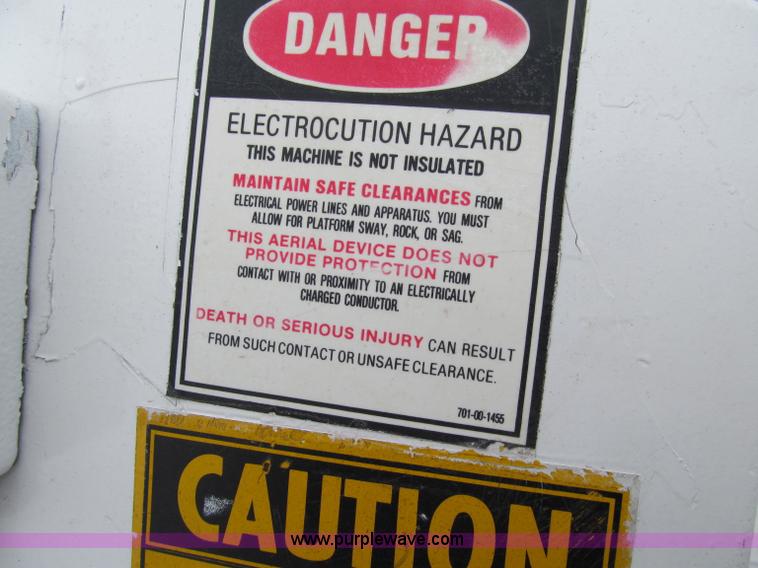 DANGER
ELECTROCUTION HAZARD
THIS MACHINE IS NOT INSULATED
MAINTAIN SAFE CLEARANCES FROM
ELECTRICAL POWER LINES AND APPARATUS. YOU MUST
ALLOW FOR PLATFORM SWAY, ROCK, OR SAG.
THIS AERIAL DEVICE DOES NOT
PROVIDE PROTECTION FROM
CONTACT WITH OR PROXIMITY TO AN ELECTRICALLY
CHARGED CONDUCTOR.
DEATH OR SERIOUS INJURY CAN RESULT
FROM SUCH CONTACT OR UNSAFE CLEARANCE.
701-00-1455
CAUTION
www.purplewave.com